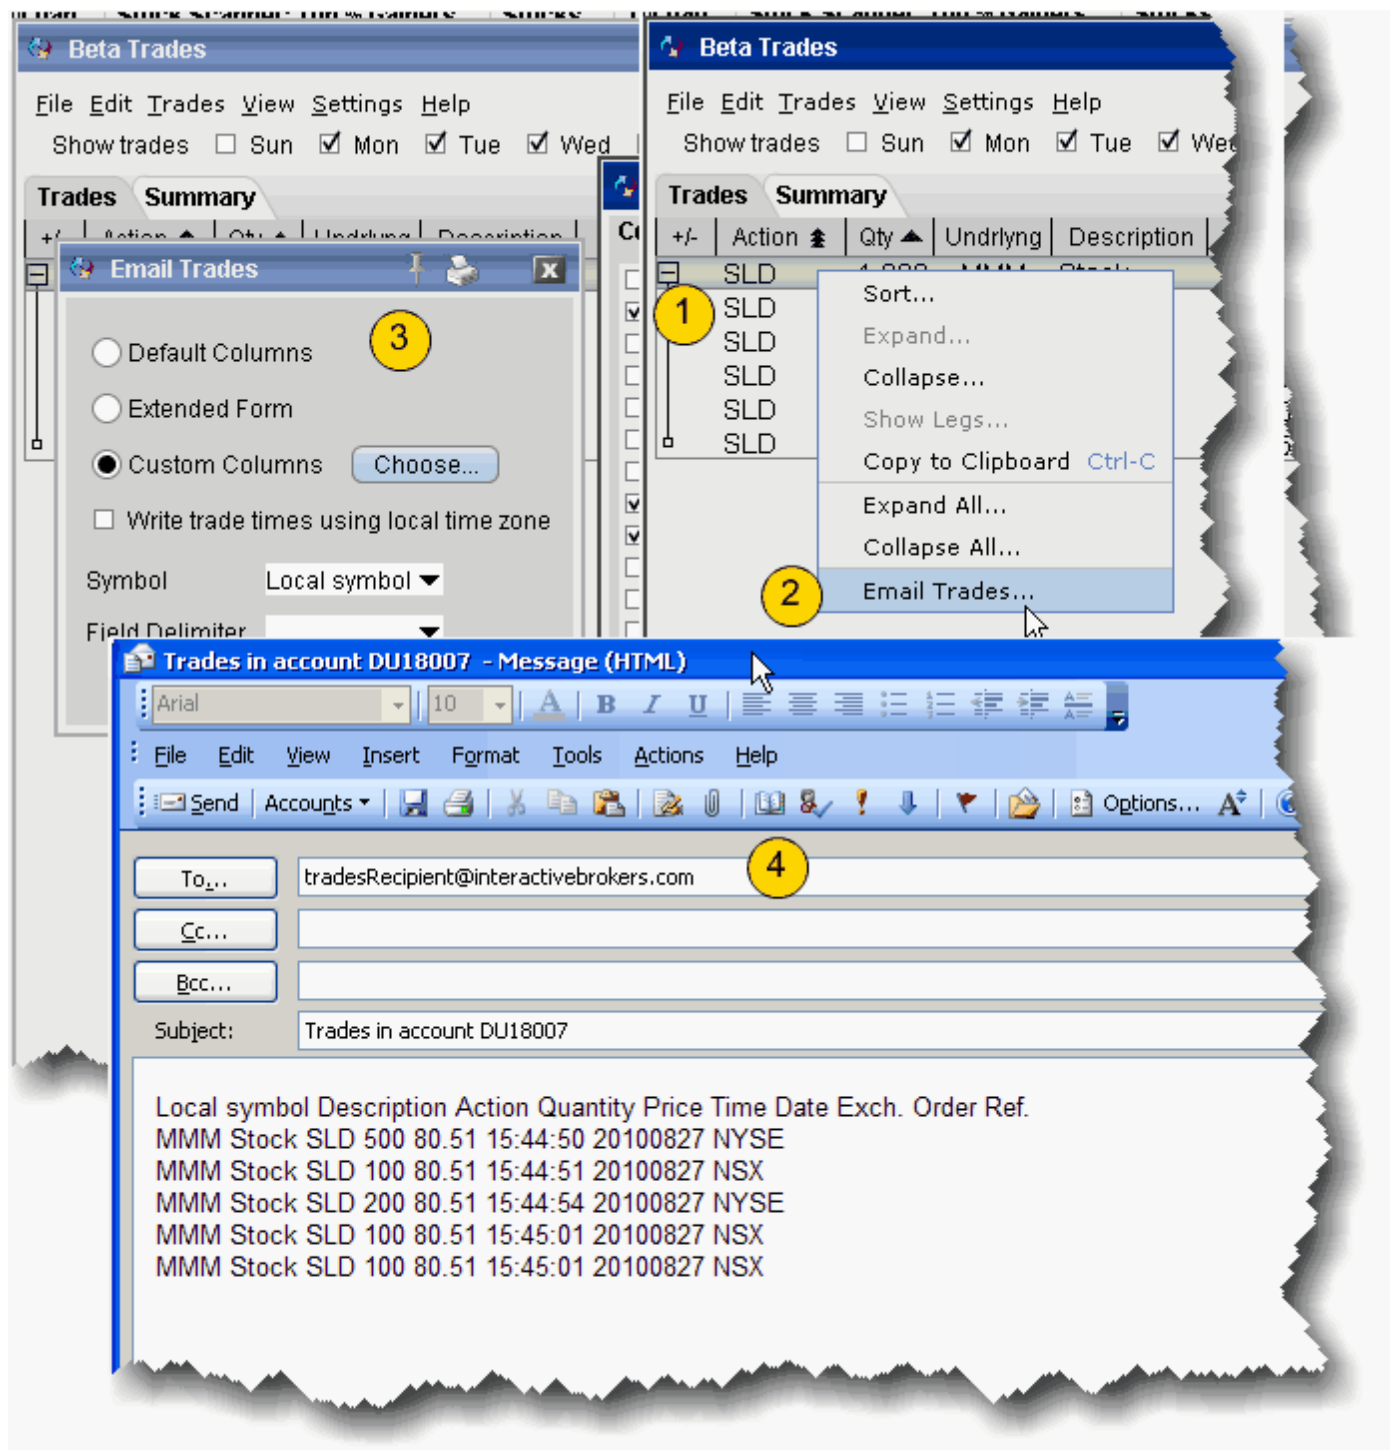 Beta Trades
File Edit Trades View Settings Help
Show trades Sun Mon Tue Wed
Trades Summary
Email Trades
3
Default Columns
Extended Form
Custom Columns Choose...
Write trade times using local time zone
Symbol Local symbol
Field Delimiter
Beta Trades
File Edit Trades View Settings Help
Show trades Sun Mon Tue
Trades Summary
+/- Action Qty Undrlyng Description
SLD
1
SLD
SLD
SLD
SLD
SLD
Sort...
Expand...
Collapse...
Show Legs...
Copy to Clipboard Ctrl-C
Expand All...
Collapse All...
2
Email Trades...
Trades in account DU18007 - Message (HTML)
Arial 10 A B I U
File Edit View Insert Format Tools Actions Help
Send Accounts Options...
4
To... tradesRecipient@interactivebrokers.com
Cc...
Bcc...
Subject: Trades in account DU18007
Local symbol Description Action Quantity Price Time Date Exch. Order Ref.
MMM Stock SLD 500 80.51 15:44:50 20100827 NYSE
MMM Stock SLD 100 80.51 15:44:51 20100827 NSX
MMM Stock SLD 200 80.51 15:44:54 20100827 NYSE
MMM Stock SLD 100 80.51 15:45:01 20100827 NSX
MMM Stock SLD 100 80.51 15:45:01 20100827 NSX